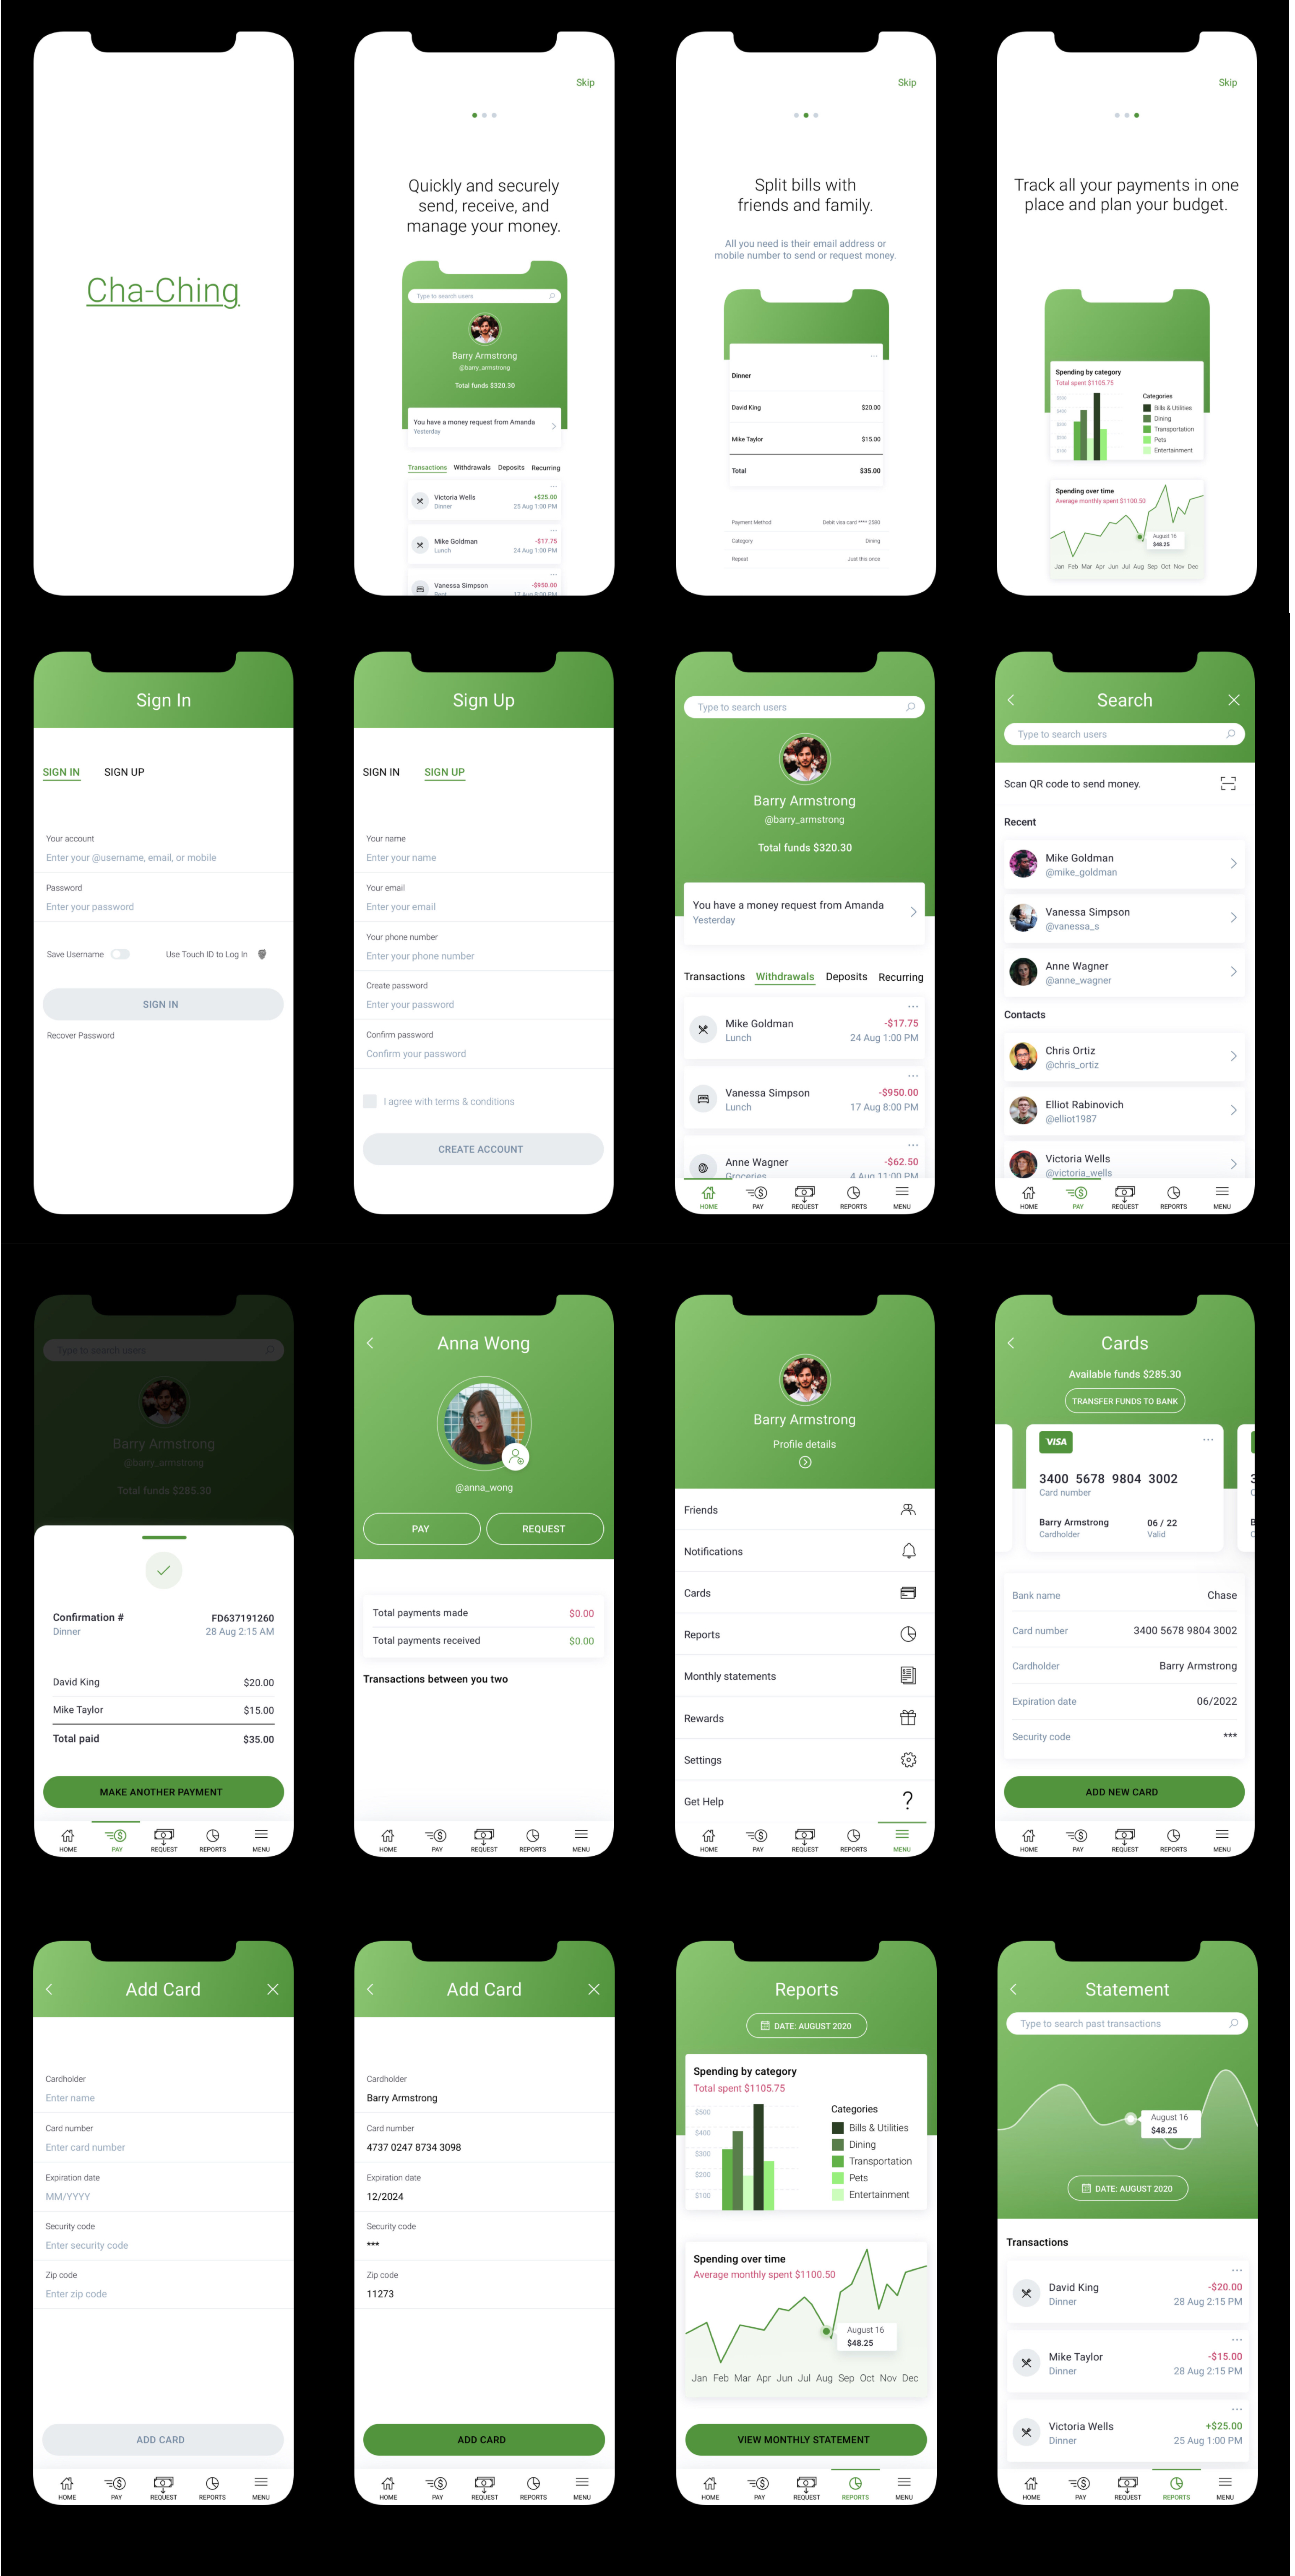 Cha-Ching
Skip
Quickly and securely
send, receive, and
manage your money.
Type to search users
Barry Armstrong
@barry_armstrong
Total funds $320.30
You have a money request from Amanda
Yesterday
Transactions Withdrawals Deposits Recurring
Victoria Wells +$25.00
Dinner 25 Aug 1:00 PM
Mike Goldman -$17.75
Lunch 24 Aug 1:00 PM
Vanessa Simpson -$950.00
Rent 17 Aug 8:00 PM
Skip
Split bills with
friends and family.
All you need is their email address or
mobile number to send or request money.
Dinner
David King $20.00
Mike Taylor $15.00
Total $35.00
Payment Method Debit visa card **** 2580
Category Dining
Repeat Just this once
Skip
Track all your payments in one
place and plan your budget.
Spending by category
Total spent $1105.75
$500
$400
$300
$200
$100
Categories
Bills & Utilities
Dining
Transportation
Pets
Entertainment
Spending over time
Average monthly spent $1100.50
August 16
$48.25
Jan Feb Mar Apr Jun Jul Aug Sep Oct Nov Dec
Sign In
SIGN IN SIGN UP
Your account
Enter your @username, email, or mobile
Password
Enter your password
Save Username Use Touch ID to Log In
SIGN IN
Recover Password
Sign Up
SIGN IN SIGN UP
Your name
Enter your name
Your email
Enter your email
Your phone number
Enter your phone number
Create password
Enter your password
Confirm password
Confirm your password
I agree with terms & conditions
CREATE ACCOUNT
Type to search users
Barry Armstrong
@barry_armstrong
Total funds $320.30
You have a money request from Amanda
Yesterday
Transactions Withdrawals Deposits Recurring
Mike Goldman -$17.75
Lunch 24 Aug 1:00 PM
Vanessa Simpson -$950.00
Lunch 17 Aug 8:00 PM
Anne Wagner -$62.50
Groceries 4 Aug 11:00 PM
HOME PAY REQUEST REPORTS MENU
Search
Type to search users
Scan QR code to send money.
Recent
Mike Goldman
@mike_goldman
Vanessa Simpson
@vanessa_s
Anne Wagner
@anne_wagner
Contacts
Chris Ortiz
@chris_ortiz
Elliot Rabinovich
@elliot1987
Victoria Wells
@victoria_wells
HOME PAY REQUEST REPORTS MENU
Type to search users
Barry Armstrong
@barry_armstrong
Total funds $285.30
Confirmation # FD637191260
Dinner 28 Aug 2:15 AM
David King $20.00
Mike Taylor $15.00
Total paid $35.00
MAKE ANOTHER PAYMENT
HOME PAY REQUEST REPORTS MENU
Anna Wong
@anna_wong
PAY REQUEST
Total payments made $0.00
Total payments received $0.00
Transactions between you two
HOME PAY REQUEST REPORTS MENU
Barry Armstrong
Profile details
Friends
Notifications
Cards
Reports
Monthly statements
Rewards
Settings
Get Help ?
HOME PAY REQUEST REPORTS MENU
Cards
Available funds $285.30
TRANSFER FUNDS TO BANK
VISA
3400 5678 9804 3002
Card number
Barry Armstrong 06 / 22
Cardholder Valid
Bank name Chase
Card number 3400 5678 9804 3002
Cardholder Barry Armstrong
Expiration date 06/2022
Security code ***
ADD NEW CARD
HOME PAY REQUEST REPORTS MENU
Add Card
Cardholder
Enter name
Card number
Enter card number
Expiration date
MM/YYYY
Security code
Enter security code
Zip code
Enter zip code
ADD CARD
HOME PAY REQUEST REPORTS MENU
Add Card
Cardholder
Barry Armstrong
Card number
4737 0247 8734 3098
Expiration date
12/2024
Security code
***
Zip code
11273
ADD CARD
HOME PAY REQUEST REPORTS MENU
Reports
DATE: AUGUST 2020
Spending by category
Total spent $1105.75
$500
$400
$300
$200
$100
Categories
Bills & Utilities
Dining
Transportation
Pets
Entertainment
Spending over time
Average monthly spent $1100.50
August 16
$48.25
Jan Feb Mar Apr Jun Jul Aug Sep Oct Nov Dec
VIEW MONTHLY STATEMENT
HOME PAY REQUEST REPORTS MENU
Statement
Type to search past transactions
August 16
$48.25
DATE: AUGUST 2020
Transactions
David King -$20.00
Dinner 28 Aug 2:15 PM
Mike Taylor -$15.00
Dinner 28 Aug 2:15 PM
Victoria Wells +$25.00
Dinner 25 Aug 1:00 PM
HOME PAY REQUEST REPORTS MENU